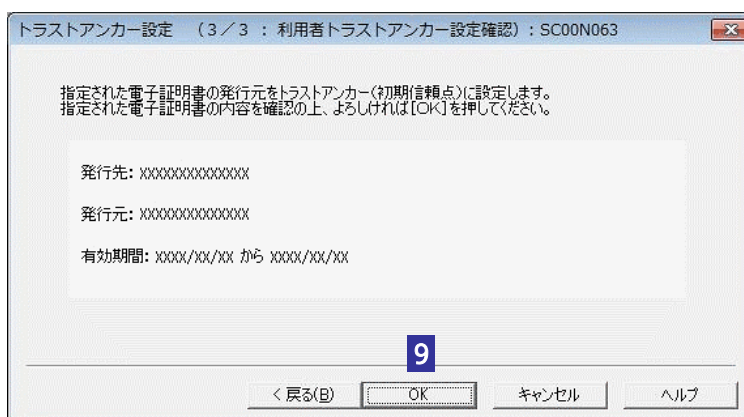 トラストアンカー設定　(３／３ : 利用者トラストアンカー設定確認) : SC00N063
指定された電子証明書の発行元をトラストアンカー(初期信頼点)に設定します。
指定された電子証明書の内容を確認の上、よろしければ[OK]を押してください。
発行先: XXXXXXXXXXXXXX
発行元: XXXXXXXXXXXXXX
有効期間: XXXX/XX/XX から XXXX/XX/XX
9
< 戻る(B)
OK
キャンセル
ヘルプ